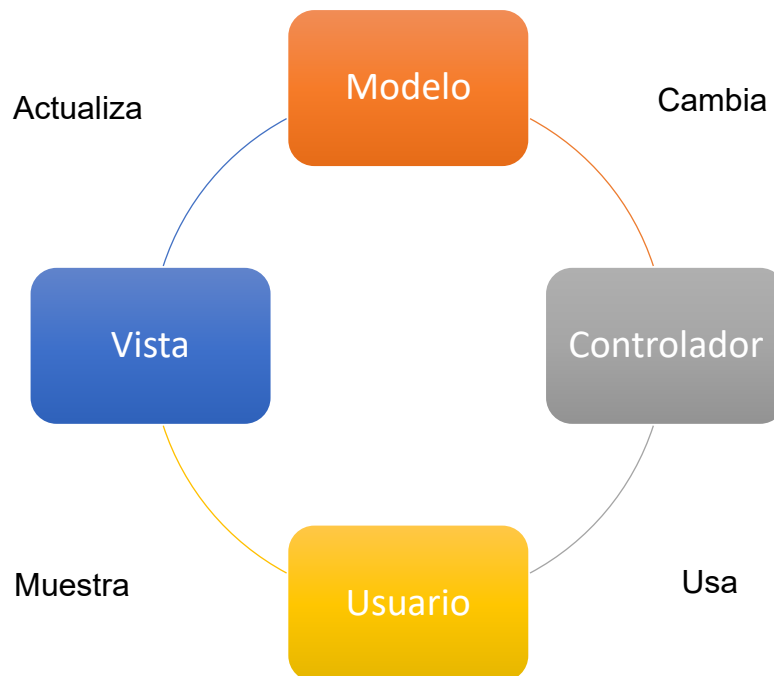 Modelo
Actualiza
Cambia
Vista
Controlador
Muestra
Usa
Usuario